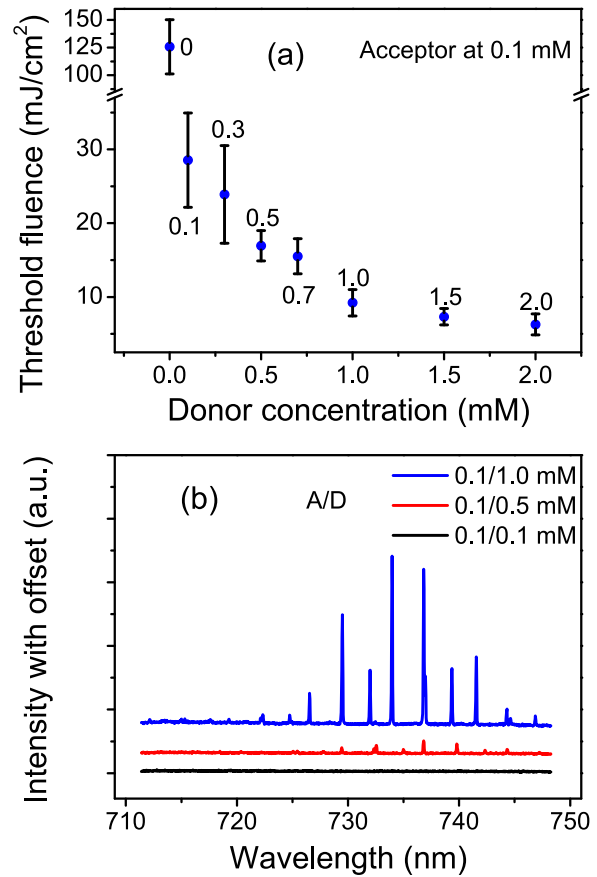 Threshold fluence (mJ/cm²)
150
125
100
30
20
10
(a)
Acceptor at 0.1 mM
0
0.1
0.3
0.5
0.7
1.0
1.5
2.0
0.0 0.5 1.0 1.5 2.0
Donor concentration (mM)
Intensity with offset (a.u.)
(b)
A/D
0.1/1.0 mM
0.1/0.5 mM
0.1/0.1 mM
710 720 730 740 750
Wavelength (nm)